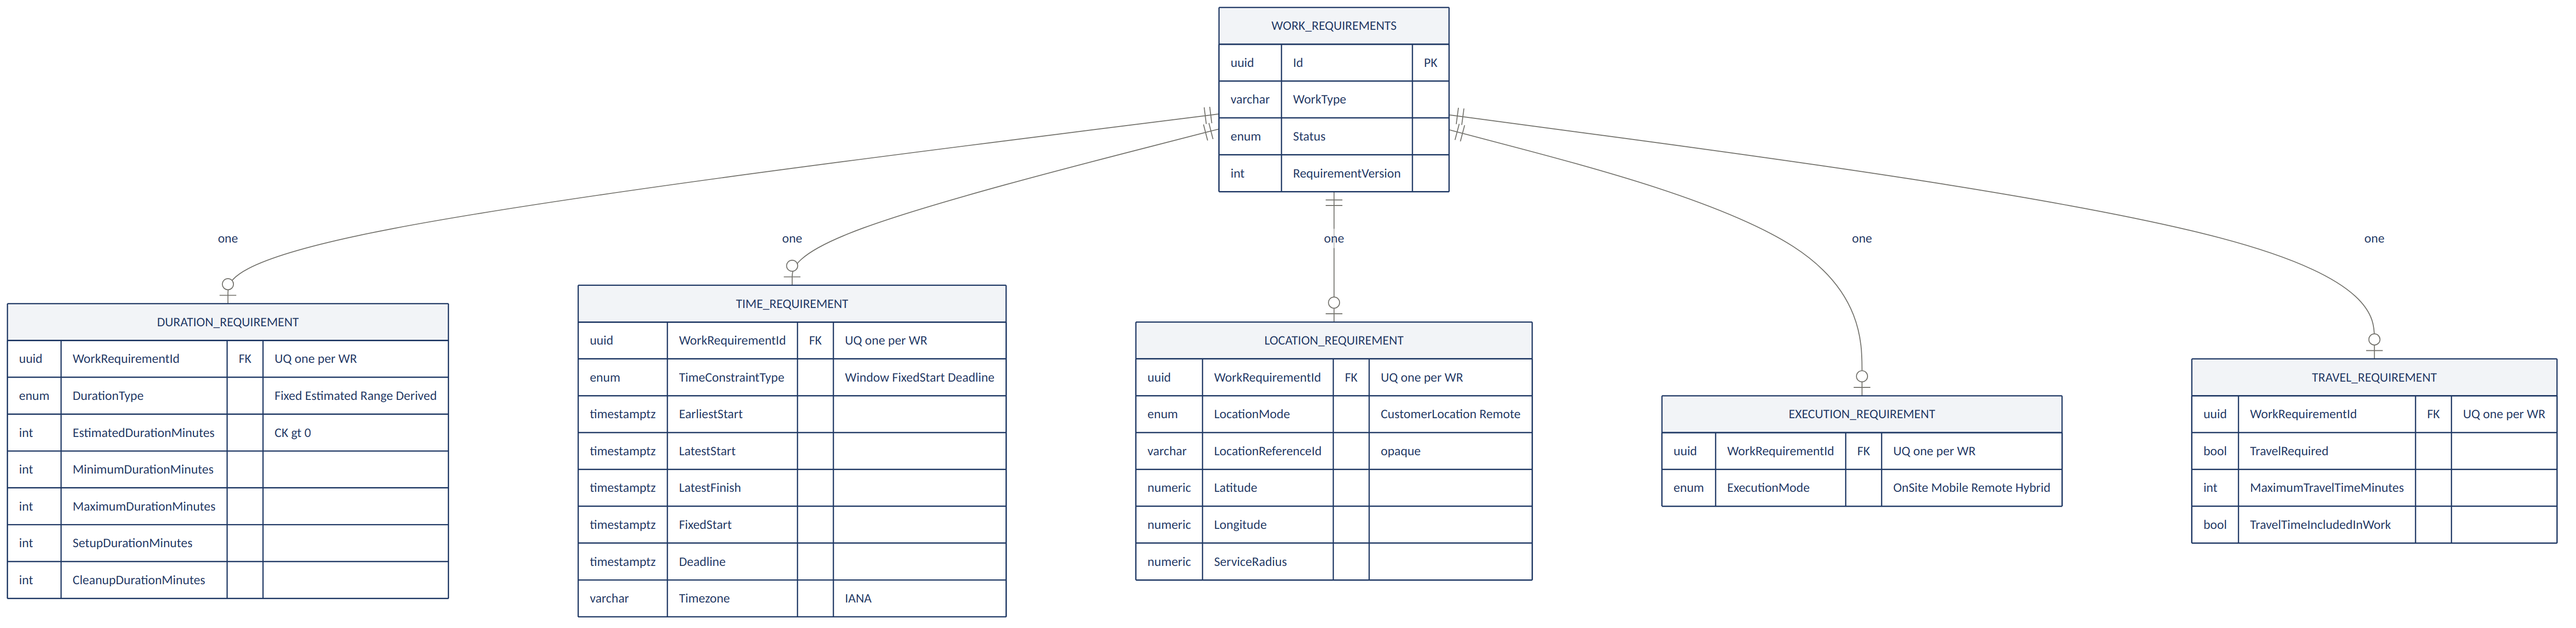 WORK_REQUIREMENTS
uuid Id PK
varchar WorkType
enum Status
int RequirementVersion
one one one one one
DURATION_REQUIREMENT
uuid WorkRequirementId FK UQ one per WR
enum DurationType Fixed Estimated Range Derived
int EstimatedDurationMinutes CK gt 0
int MinimumDurationMinutes
int MaximumDurationMinutes
int SetupDurationMinutes
int CleanupDurationMinutes
TIME_REQUIREMENT
uuid WorkRequirementId FK UQ one per WR
enum TimeConstraintType Window FixedStart Deadline
timestamptz EarliestStart
timestamptz LatestStart
timestamptz LatestFinish
timestamptz FixedStart
timestamptz Deadline
varchar Timezone IANA
LOCATION_REQUIREMENT
uuid WorkRequirementId FK UQ one per WR
enum LocationMode CustomerLocation Remote
varchar LocationReferenceId opaque
numeric Latitude
numeric Longitude
numeric ServiceRadius
EXECUTION_REQUIREMENT
uuid WorkRequirementId FK UQ one per WR
enum ExecutionMode OnSite Mobile Remote Hybrid
TRAVEL_REQUIREMENT
uuid WorkRequirementId FK UQ one per WR
bool TravelRequired
int MaximumTravelTimeMinutes
bool TravelTimeIncludedInWork